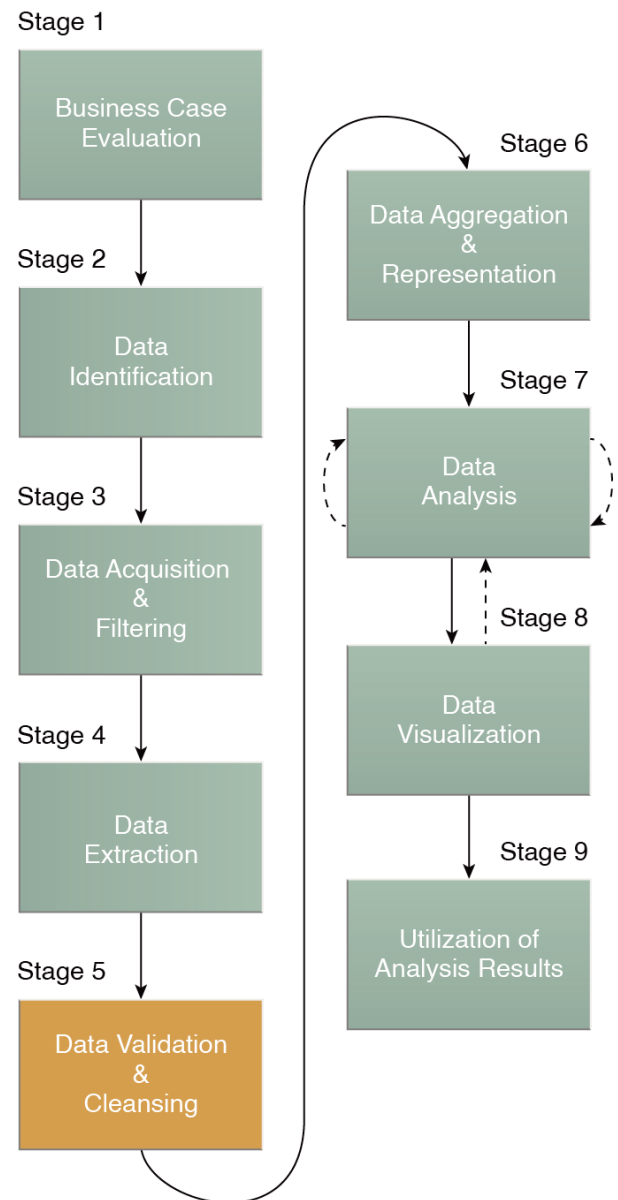 Stage 1
Business Case
Evaluation
Stage 2
Data
Identification
Stage 3
Data Acquisition
&
Filtering
Stage 4
Data
Extraction
Stage 5
Data Validation
&
Cleansing
Stage 6
Data Aggregation
&
Representation
Stage 7
Data
Analysis
Stage 8
Data
Visualization
Stage 9
Utilization of
Analysis Results